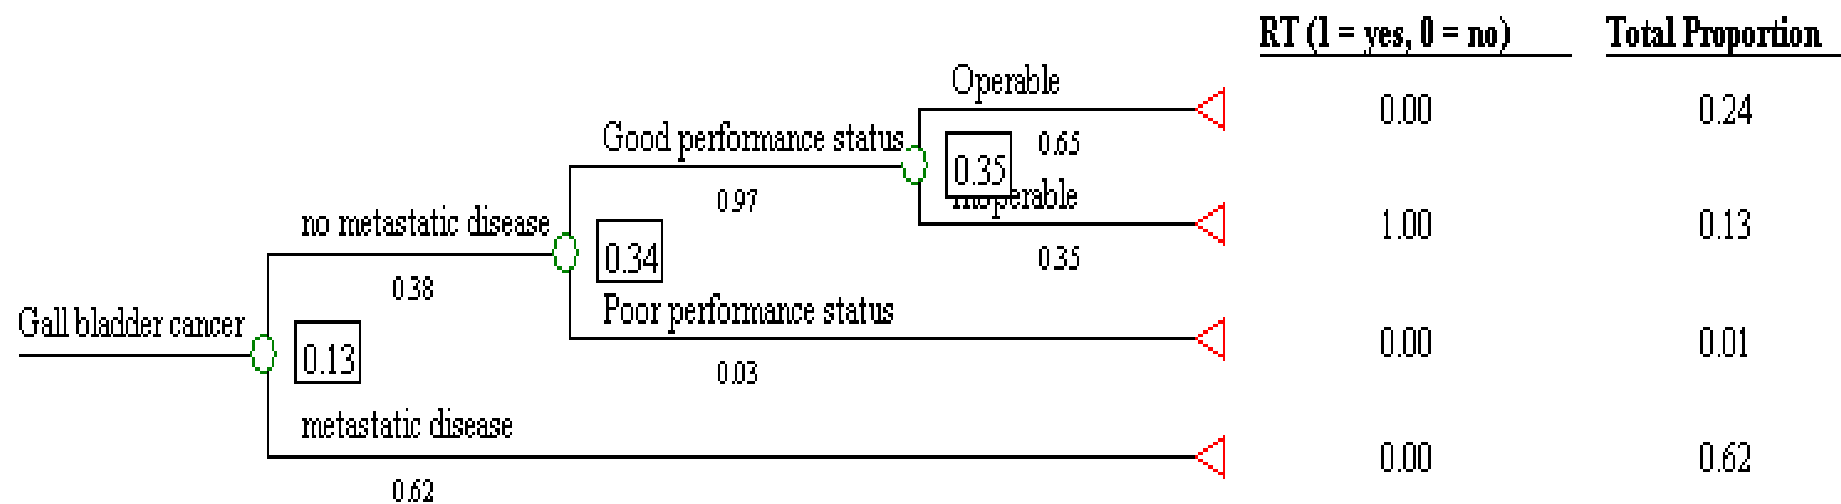 RT (1 = yes, 0 = no) Total Proportion
Operable
0.00 0.24
0.65
Good performance status
0.35
0.97
Inoperable
1.00 0.13
0.35
no metastatic disease
0.34
0.38
Poor performance status
0.00 0.01
0.03
Gall bladder cancer
0.13
metastatic disease
0.00 0.62
0.62